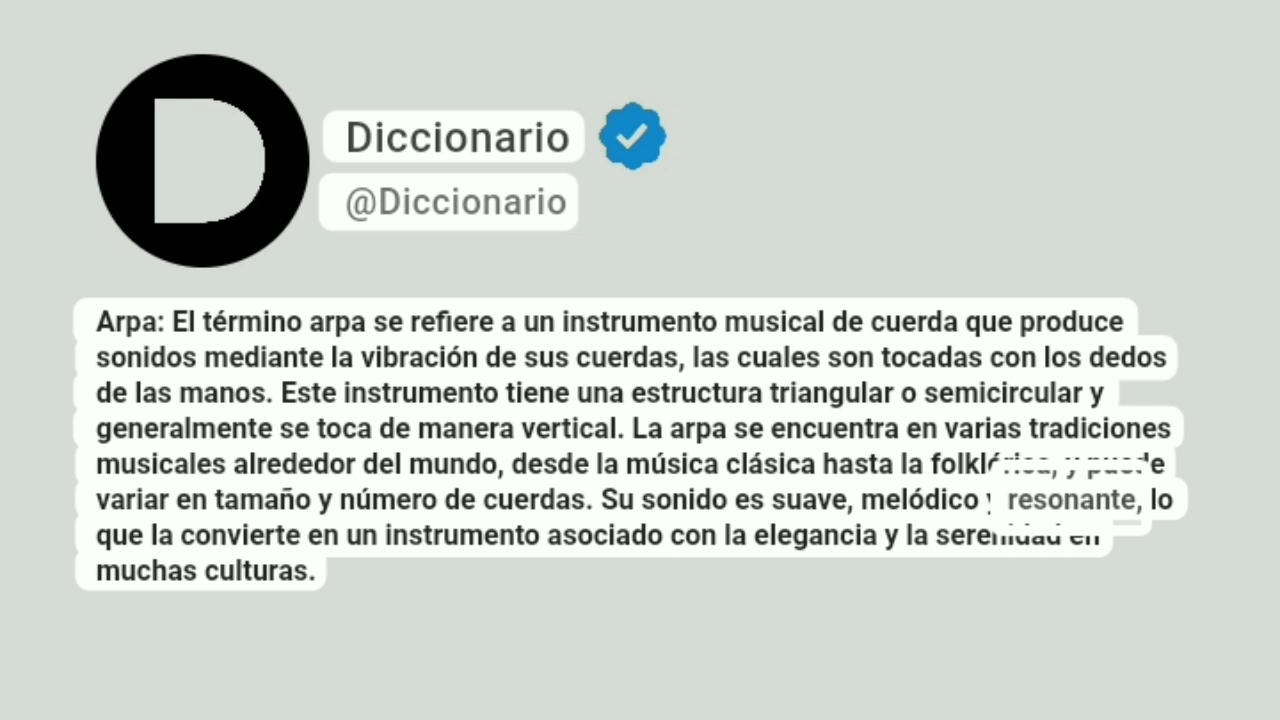 D
Diccionario
@Diccionario
Arpa: El término arpa se refiere a un instrumento musical de cuerda que produce
sonidos mediante la vibración de sus cuerdas, las cuales son tocadas con los dedos
de las manos. Este instrumento tiene una estructura triangular o semicircular y
generalmente se toca de manera vertical. La arpa se encuentra en varias tradiciones
musicales alrededor del mundo, desde la música clásica hasta la folklórica, y puede
variar en tamaño y número de cuerdas. Su sonido es suave, melódico y resonante, lo
que la convierte en un instrumento asociado con la elegancia y la serenidad en
muchas culturas.